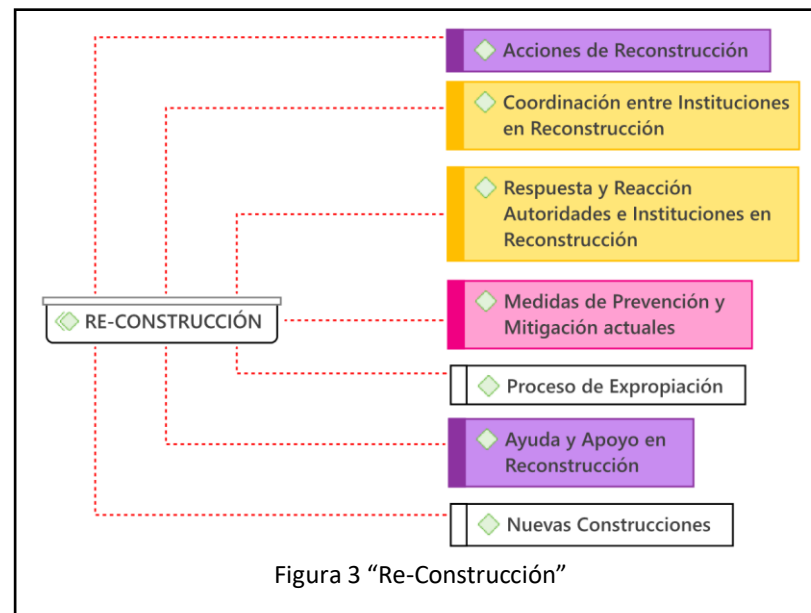 Acciones de Reconstrucción
Coordinación entre Instituciones
en Reconstrucción
Respuesta y Reacción
Autoridades e Instituciones en
Reconstrucción
RE-CONSTRUCCIÓN
Medidas de Prevención y
Mitigación actuales
Proceso de Expropiación
Ayuda y Apoyo en
Reconstrucción
Nuevas Construcciones
Figura 3 “Re-Construcción”